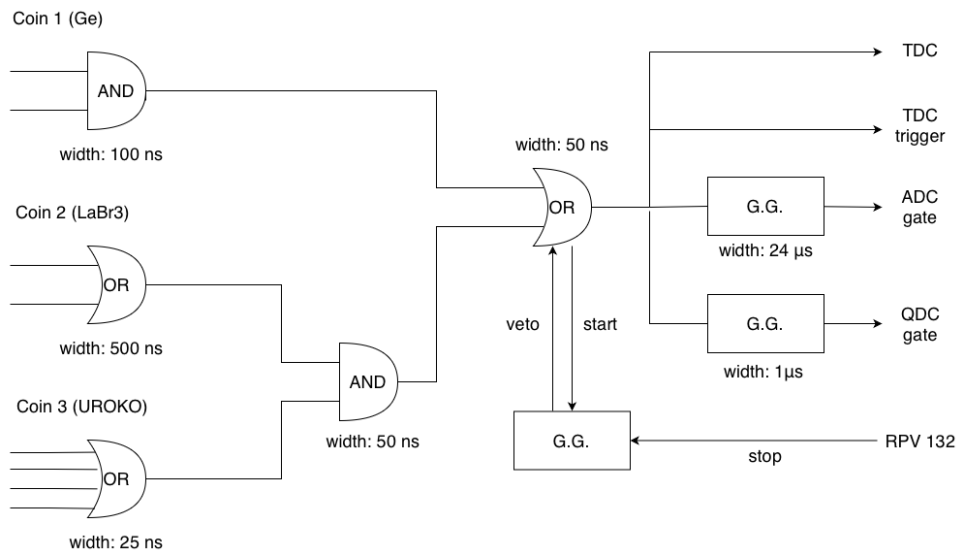 Coin 1 (Ge)
AND
width: 100 ns
Coin 2 (LaBr3)
OR
width: 500 ns
Coin 3 (UROKO)
OR
width: 25 ns
AND
width: 50 ns
width: 50 ns
OR
veto
start
G.G.
stop
RPV 132
TDC
TDC
trigger
G.G.
width: 24 μs
ADC
gate
G.G.
width: 1μs
QDC
gate